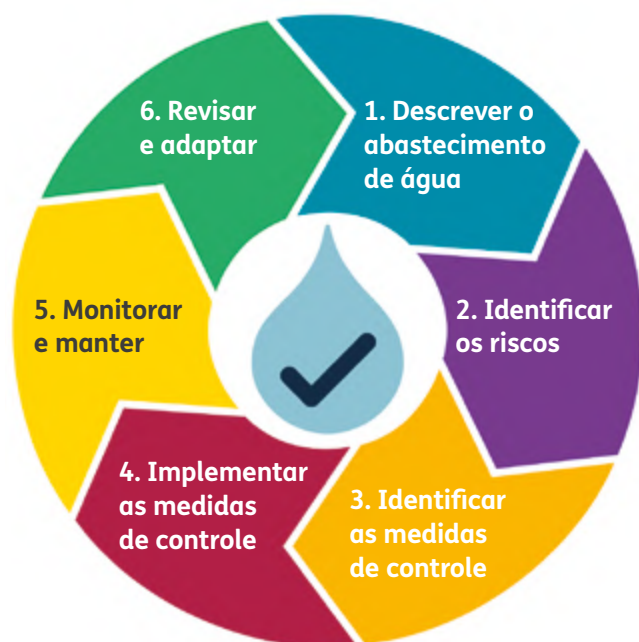 1. Descrever o
abastecimento
de água
2. Identificar
os riscos
3. Identificar
as medidas
de controle
4. Implementar
as medidas
de controle
5. Monitorar
e manter
6. Revisar
e adaptar